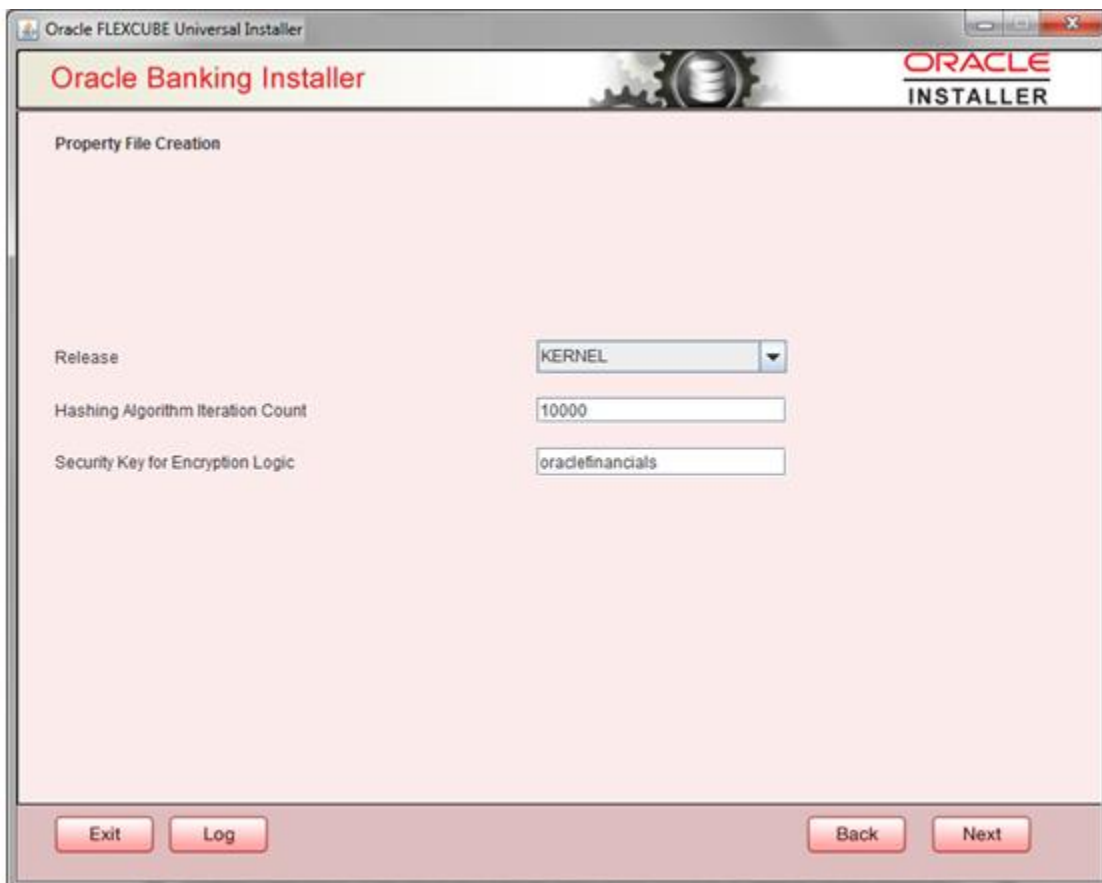 Oracle FLEXCUBE Universal Installer
Oracle Banking Installer
ORACLE
INSTALLER
Property File Creation
Release
KERNEL
Hashing Algorithm Iteration Count
10000
Security Key for Encryption Logic
oraclefinancials
Exit
Log
Back
Next